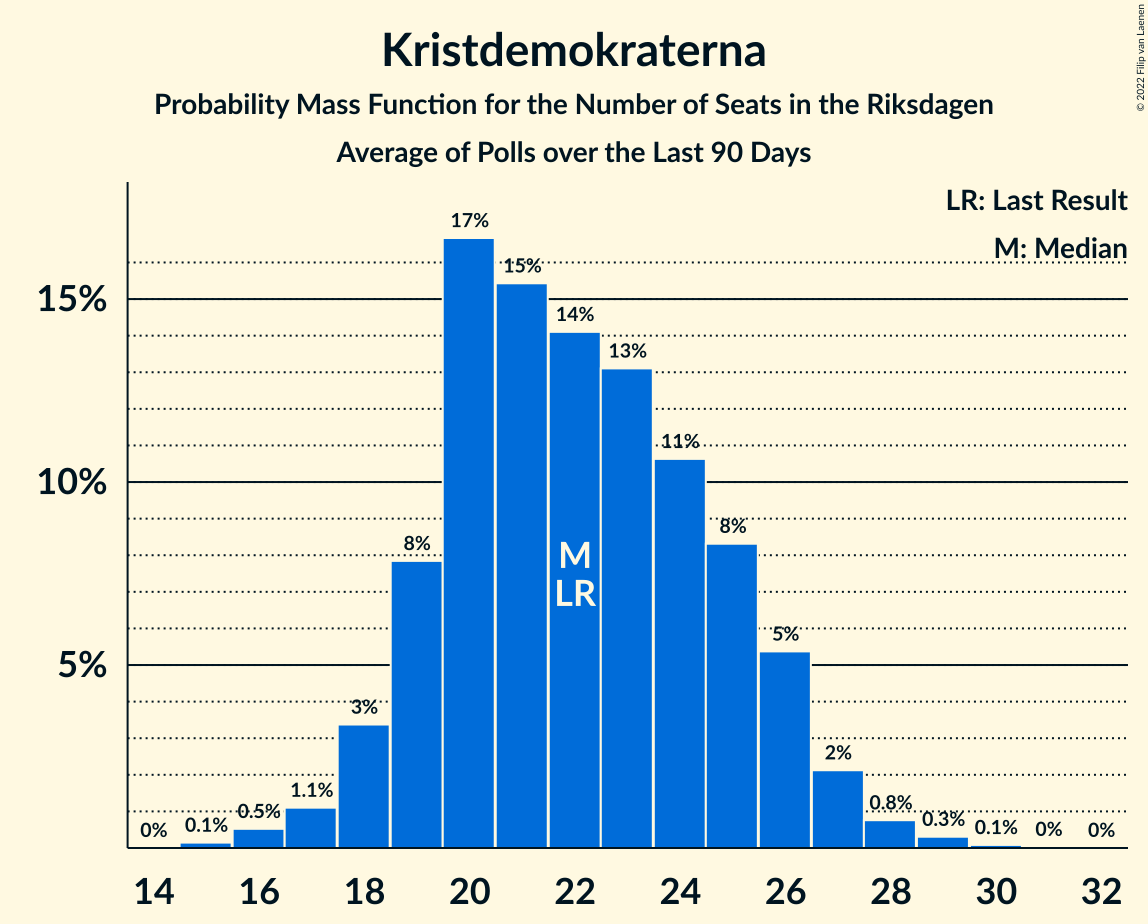 Kristdemokraterna
Probability Mass Function for the Number of Seats in the Riksdagen
Average of Polls over the Last 90 Days
© 2022 Filip van Laenen
LR: Last Result
M: Median
15%
10%
5%
0%
0.1%
0.5%
1.1%
3%
8%
17%
15%
14%
13%
11%
8%
5%
2%
0.8%
0.3%
0.1%
0%
0%
M
LR
14 16 18 20 22 24 26 28 30 32